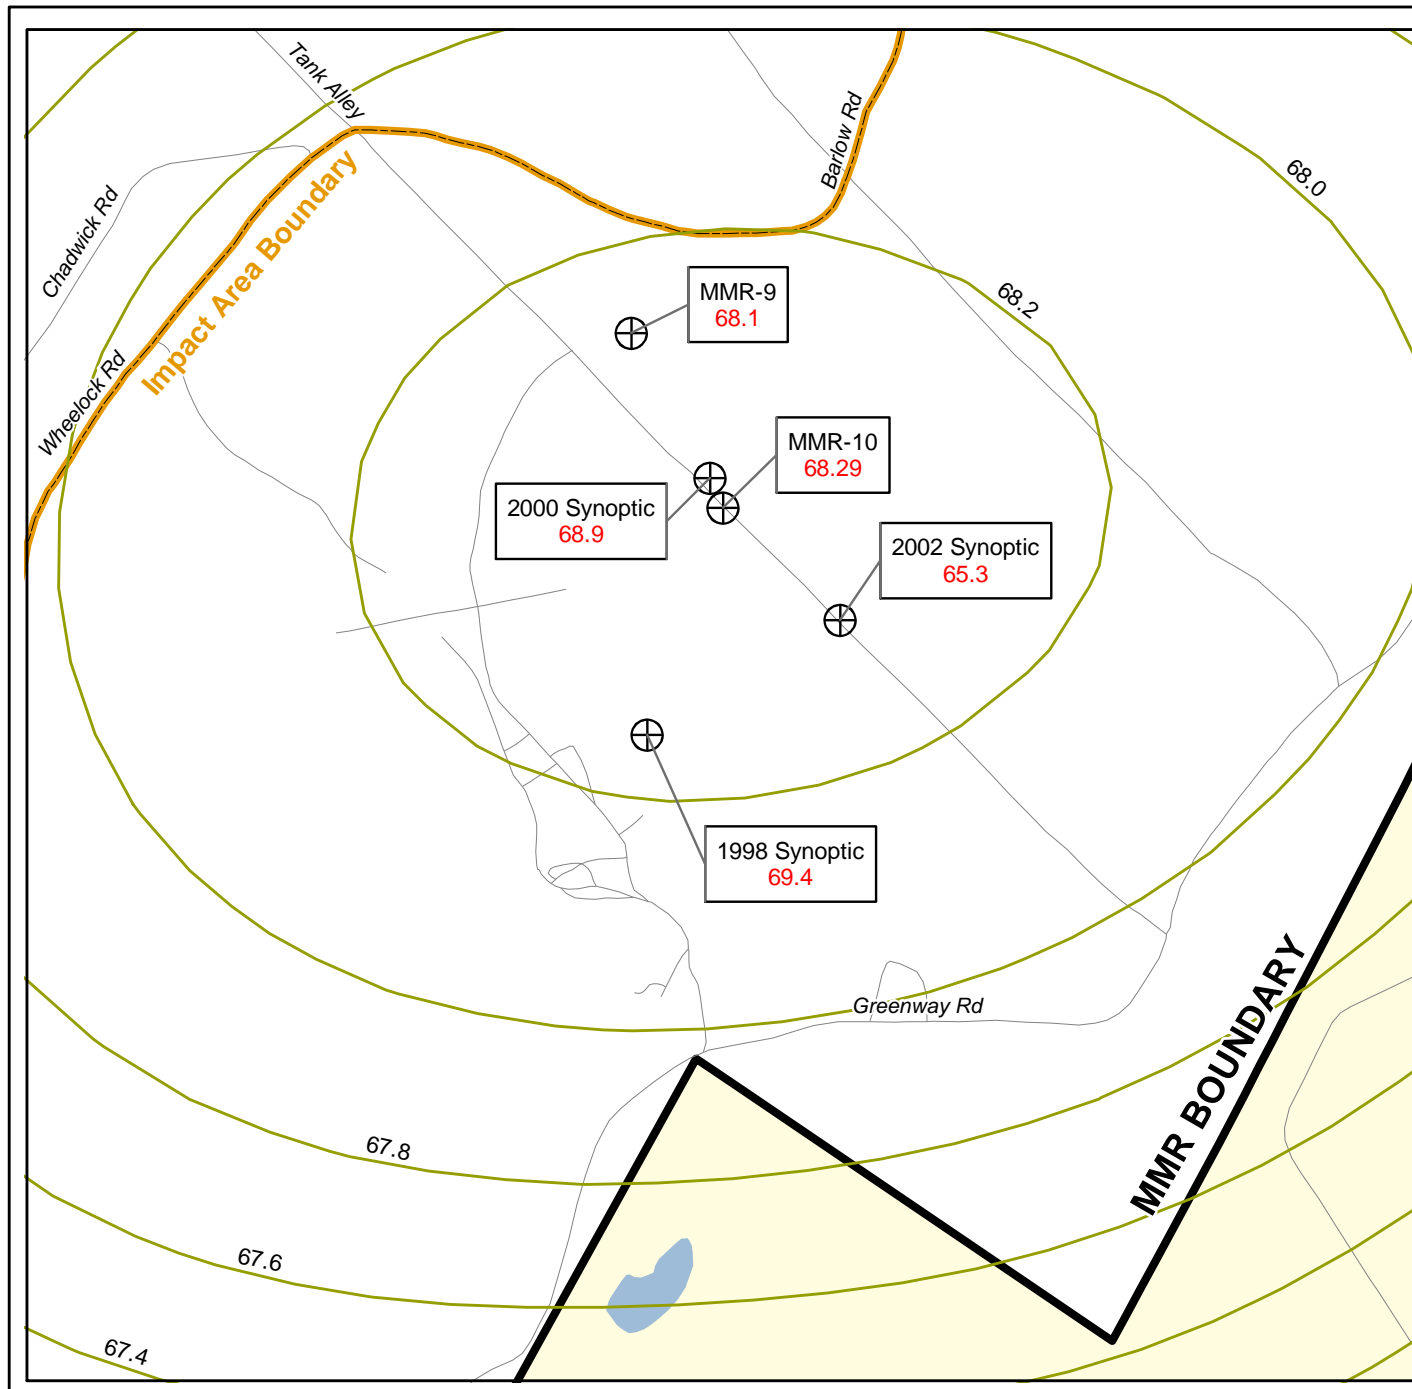 Tank Alley
Barlow Rd
68.0
Chadwick Rd
Impact Area Boundary
68.2
MMR-9
68.1
Wheelock Rd
MMR-10
68.29
2000 Synoptic
68.9
2002 Synoptic
65.3
1998 Synoptic
69.4
Greenway Rd
MMR BOUNDARY
67.8
67.6
67.4